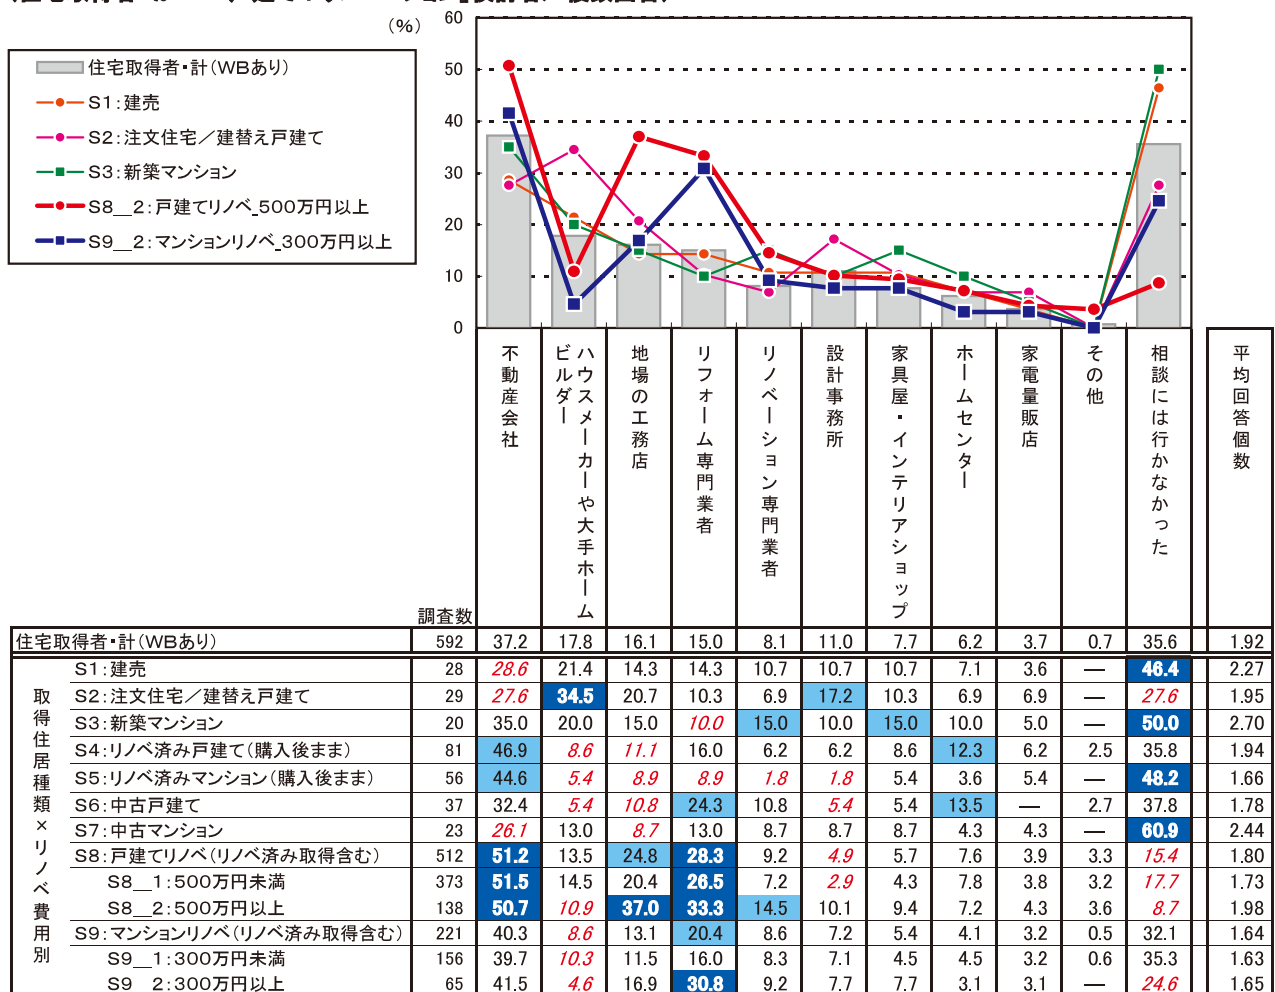 (%)
60
50
40
30
20
10
0
住宅取得者・計(WBあり)
S1:建売
S2:注文住宅／建替え戸建て
S3:新築マンション
S8__2:戸建てリノベ_500万円以上
S9__2:マンションリノベ_300万円以上
不動産会社
ハウスメーカーや大手ホームビルダー
地場の工務店
リフォーム専門業者
リノベーション専門業者
設計事務所
家具屋・インテリアショップ
ホームセンター
家電量販店
その他
相談には行かなかった
平均回答個数
調査数
住宅取得者・計(WBあり) 592 37.2 17.8 16.1 15.0 8.1 11.0 7.7 6.2 3.7 0.7 35.6 1.92
取得住居種類×リノベ費用別
S1:建売 28 28.6 21.4 14.3 14.3 10.7 10.7 10.7 7.1 3.6 — 46.4 2.27
S2:注文住宅／建替え戸建て 29 27.6 34.5 20.7 10.3 6.9 17.2 10.3 6.9 6.9 — 27.6 1.95
S3:新築マンション 20 35.0 20.0 15.0 10.0 15.0 10.0 15.0 10.0 5.0 — 50.0 2.70
S4:リノベ済み戸建て(購入後まま) 81 46.9 8.6 11.1 16.0 6.2 6.2 8.6 12.3 6.2 2.5 35.8 1.94
S5:リノベ済みマンション(購入後まま) 56 44.6 5.4 8.9 8.9 1.8 1.8 5.4 3.6 5.4 — 48.2 1.66
S6:中古戸建て 37 32.4 5.4 10.8 24.3 10.8 5.4 5.4 13.5 — 2.7 37.8 1.78
S7:中古マンション 23 26.1 13.0 8.7 13.0 8.7 8.7 8.7 4.3 4.3 — 60.9 2.44
S8:戸建てリノベ(リノベ済み取得含む) 512 51.2 13.5 24.8 28.3 9.2 4.9 5.7 7.6 3.9 3.3 15.4 1.80
S8__1:500万円未満 373 51.5 14.5 20.4 26.5 7.2 2.9 4.3 7.8 3.8 3.2 17.7 1.73
S8__2:500万円以上 138 50.7 10.9 37.0 33.3 14.5 10.1 9.4 7.2 4.3 3.6 8.7 1.98
S9:マンションリノベ(リノベ済み取得含む) 221 40.3 8.6 13.1 20.4 8.6 7.2 5.4 4.1 3.2 0.5 32.1 1.64
S9__1:300万円未満 156 39.7 10.3 11.5 16.0 8.3 7.1 4.5 4.5 3.2 0.6 35.3 1.63
S9__2:300万円以上 65 41.5 4.6 16.9 30.8 9.2 7.7 7.7 3.1 3.1 — 24.6 1.65